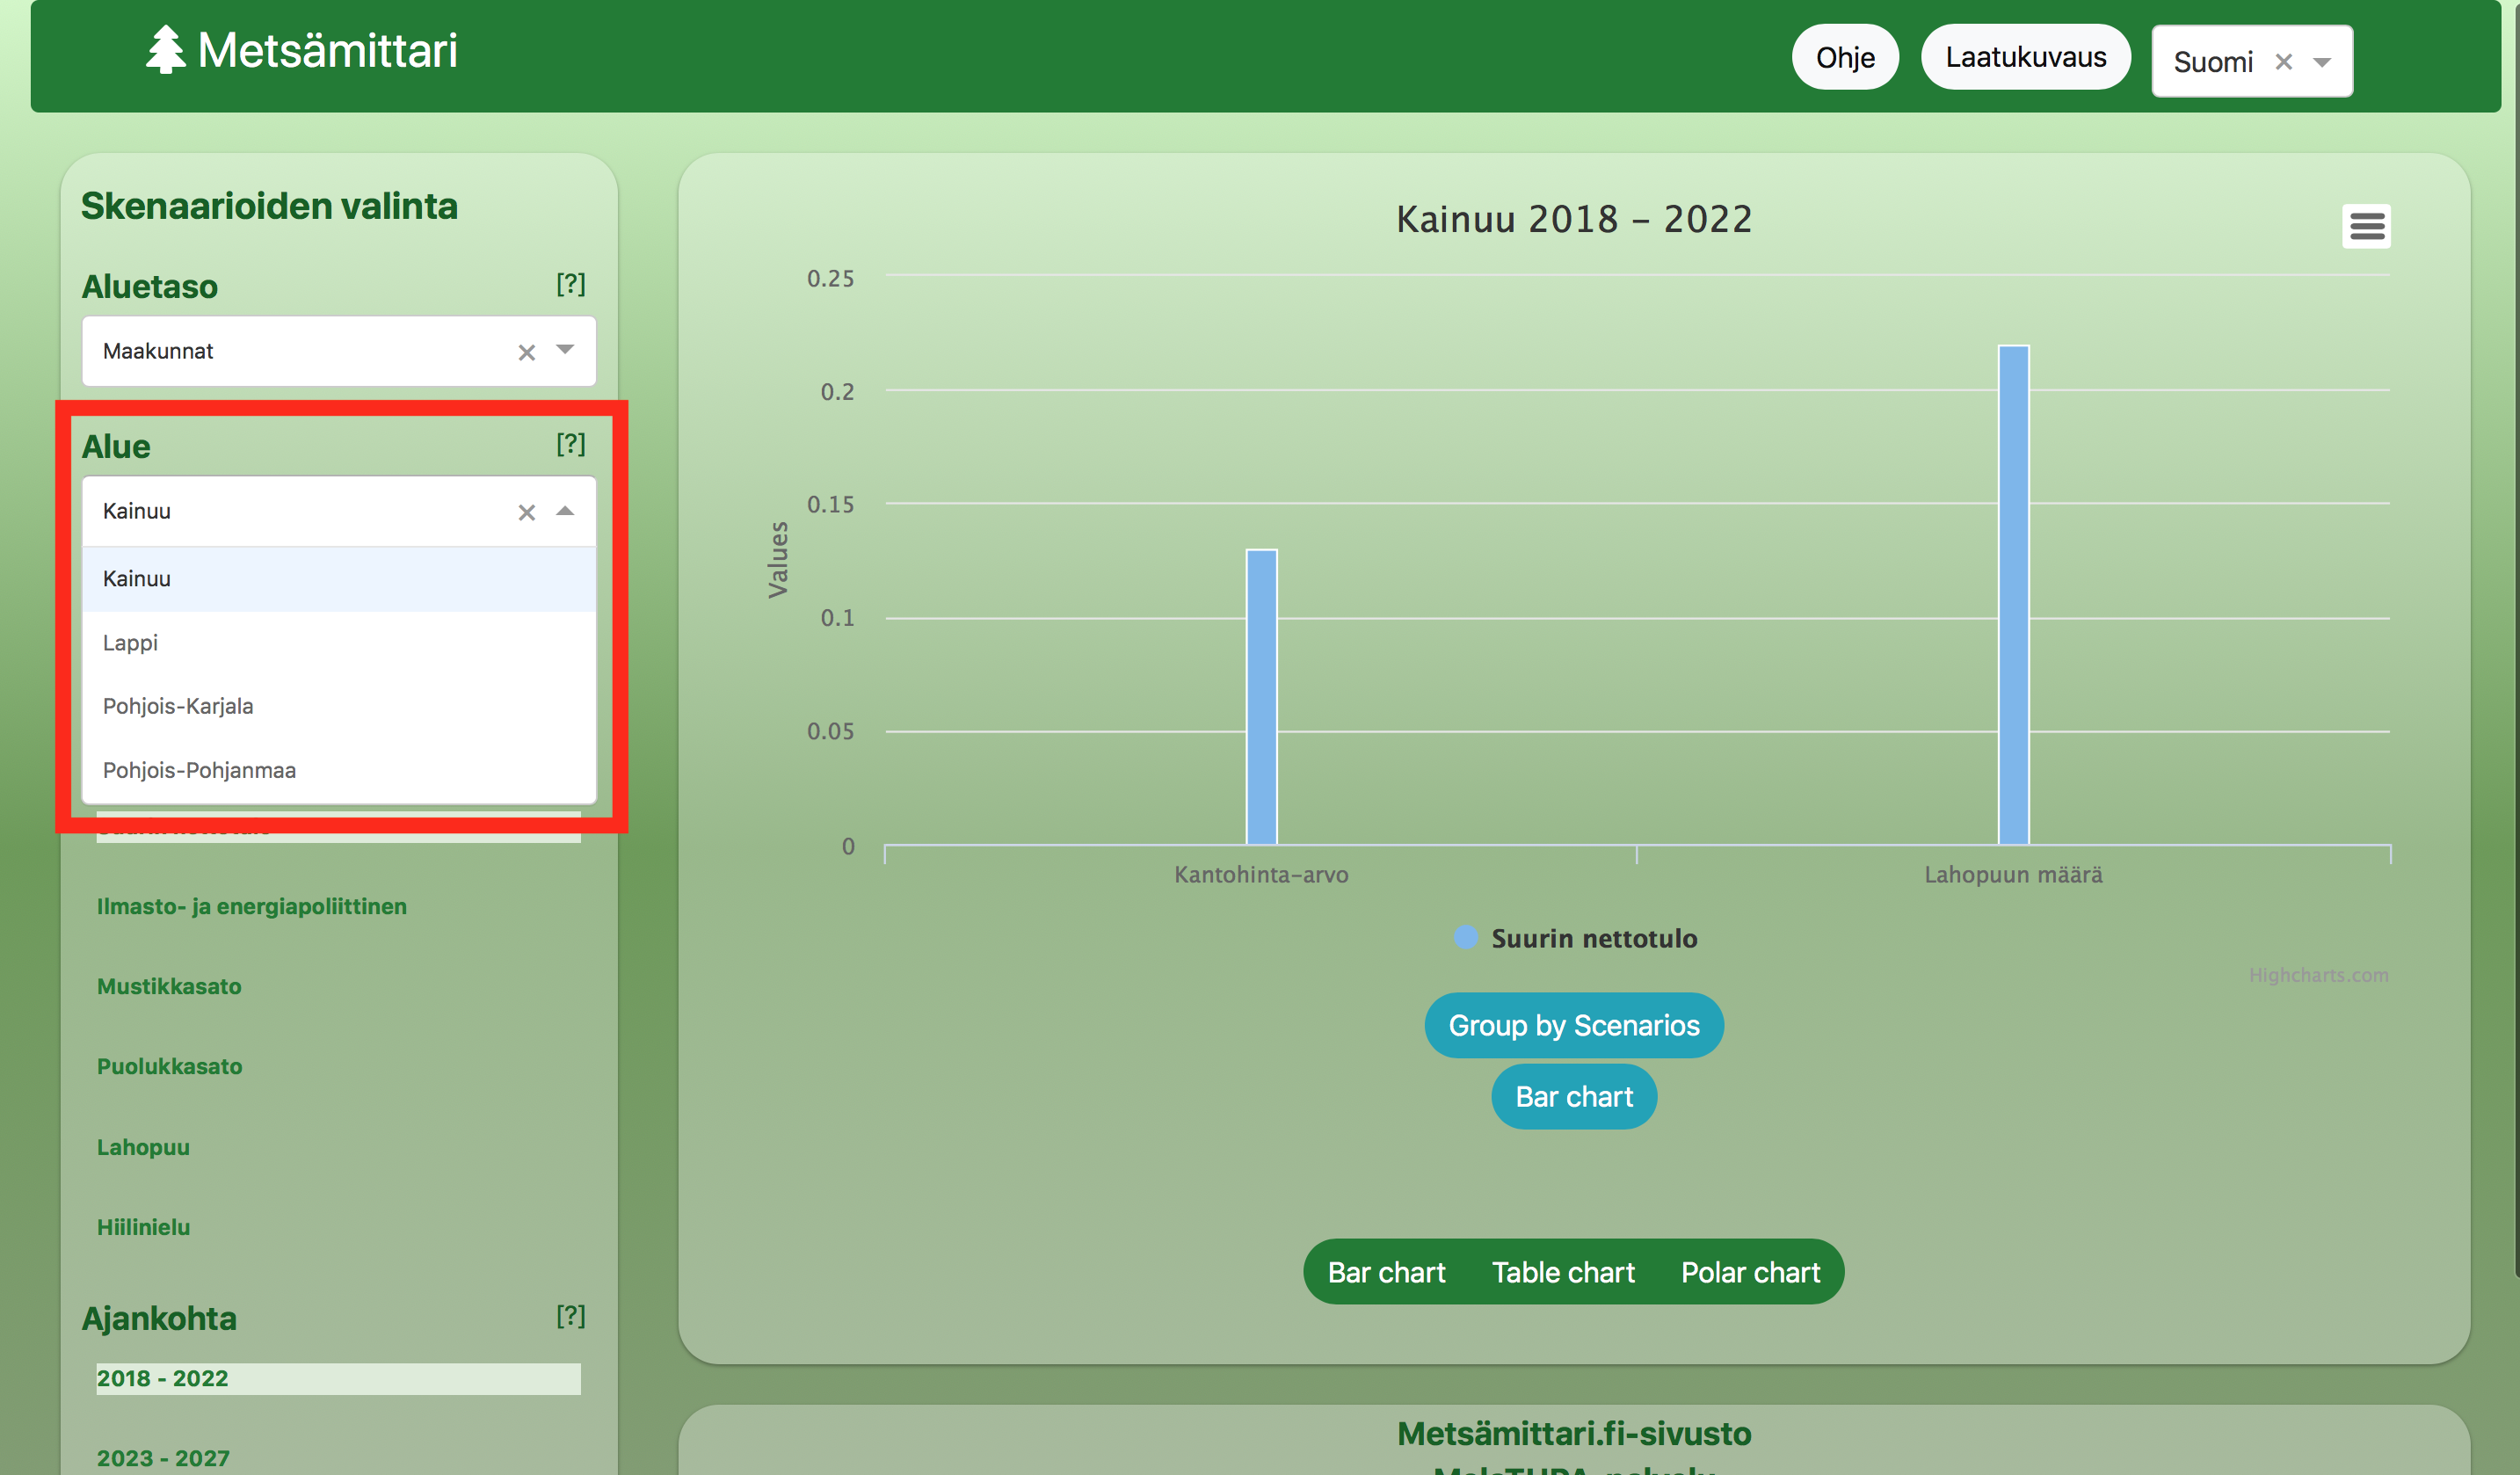 Metsämittari
Ohje
Laatukuvaus
Suomi
Skenaarioiden valinta
Aluetaso [?]
Maakunnat
Alue [?]
Kainuu
Kainuu
Lappi
Pohjois-Karjala
Pohjois-Pohjanmaa
Ilmasto- ja energiapoliittinen
Mustikkasato
Puolukkasato
Lahopuu
Hiilinielu
Ajankohta [?]
2018 - 2022
2023 - 2027
Kainuu 2018 – 2022
Values
0.25
0.2
0.15
0.1
0.05
0
Kantohinta-arvo
Lahopuun määrä
Suurin nettotulo
Highcharts.com
Group by Scenarios
Bar chart
Bar chart
Table chart
Polar chart
Metsämittari.fi-sivusto